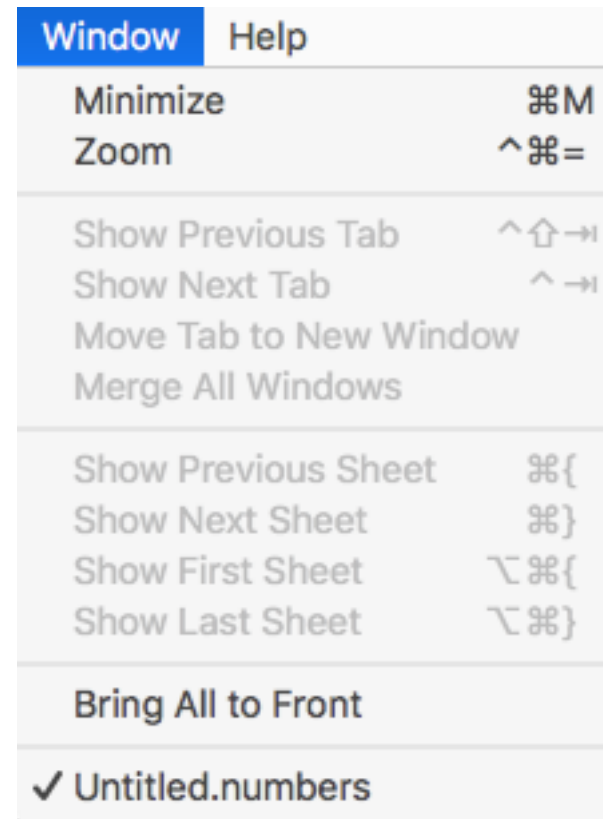 Window Help
Minimize ⌘M
Zoom ^⌘=
Show Previous Tab ^⇧⇥
Show Next Tab ^⇥
Move Tab to New Window
Merge All Windows
Show Previous Sheet ⌘{
Show Next Sheet ⌘}
Show First Sheet ⌥⌘{
Show Last Sheet ⌥⌘}
Bring All to Front
✓ Untitled.numbers